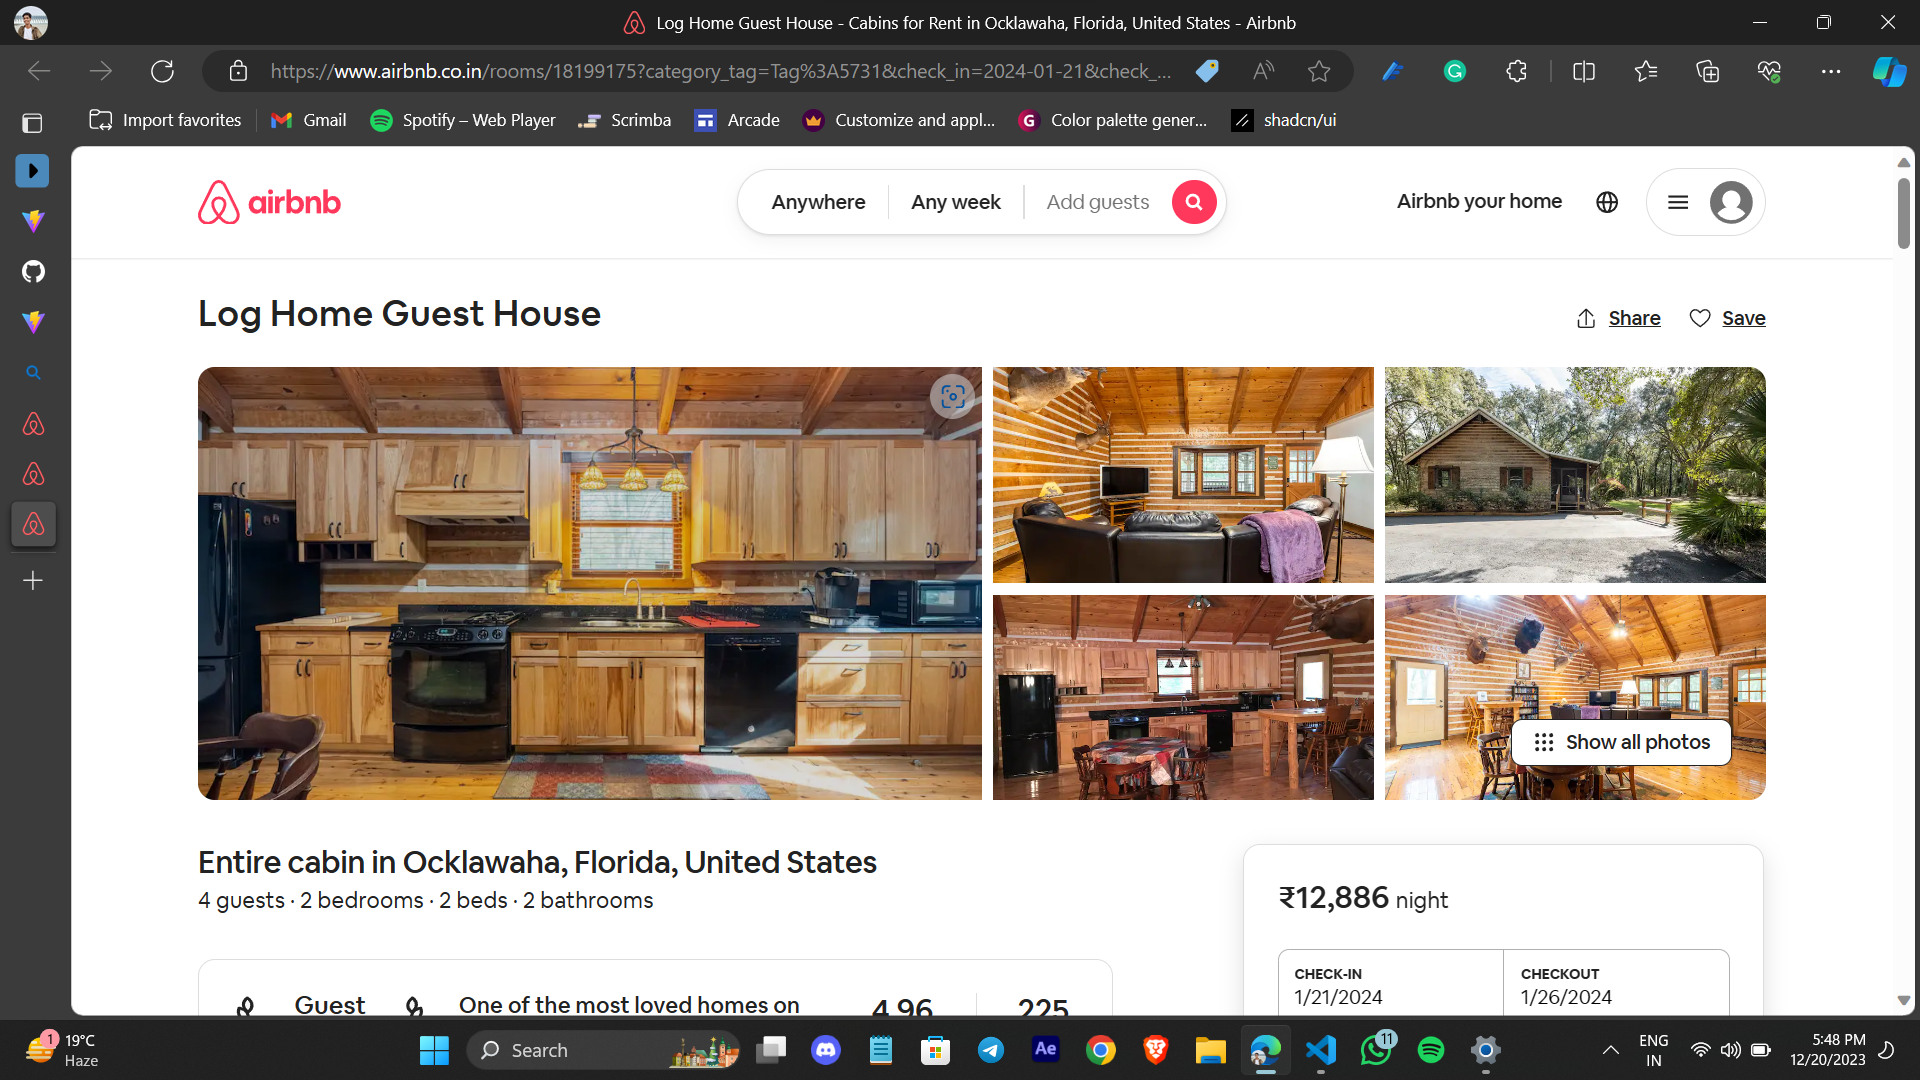 Log Home Guest House - Cabins for Rent in Ocklawaha, Florida, United States - Airbnb
https://www.airbnb.co.in/rooms/18199175?category_tag=Tag%3A5731&check_in=2024-01-21&check_...
Import favorites
Gmail
Spotify – Web Player
Scrimba
Arcade
Customize and appl...
Color palette gener...
shadcn/ui
airbnb
Anywhere
Any week
Add guests
Airbnb your home
Log Home Guest House
Share
Save
Show all photos
Entire cabin in Ocklawaha, Florida, United States
4 guests · 2 bedrooms · 2 beds · 2 bathrooms
₹12,886 night
CHECK-IN
1/21/2024
CHECKOUT
1/26/2024
Guest
One of the most loved homes on
4.96
225
1
19°C
Haze
Search
Ae
11
ENG
IN
5:48 PM
12/20/2023